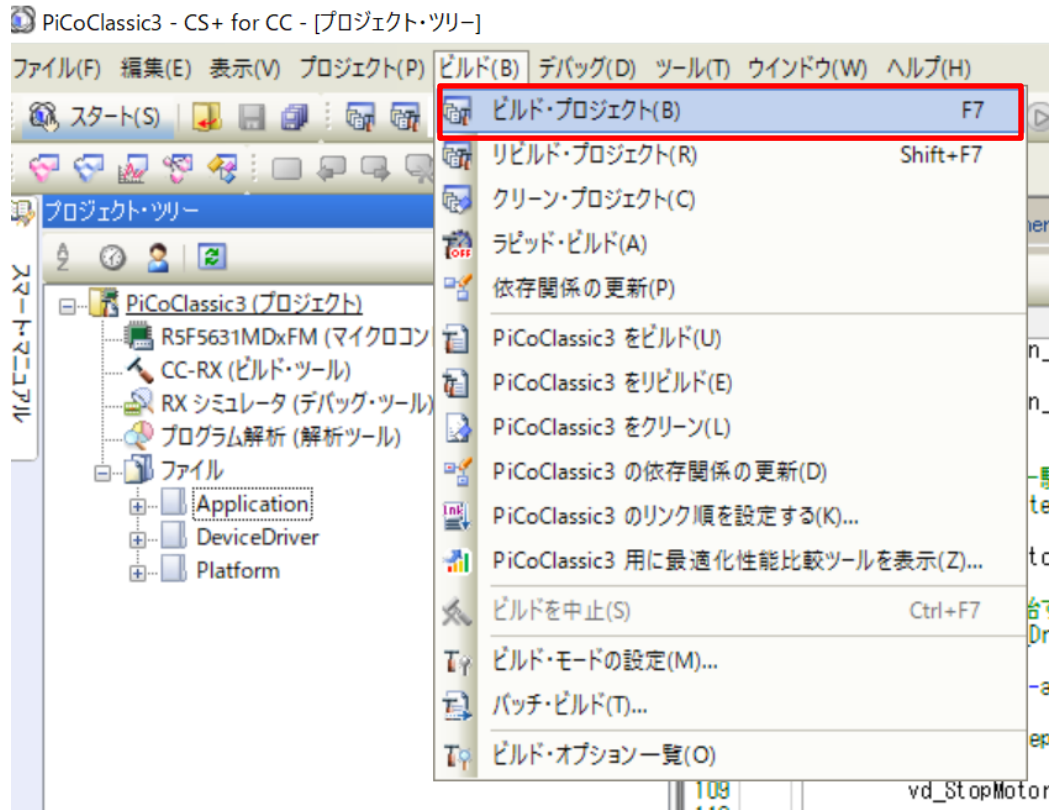 PiCoClassic3 - CS+ for CC - [プロジェクト・ツリー]
ファイル(F) 編集(E) 表示(V) プロジェクト(P) ビルド(B) デバッグ(D) ツール(T) ウインドウ(W) ヘルプ(H)
スタート(S)
ビルド・プロジェクト(B) F7
リビルド・プロジェクト(R) Shift+F7
クリーン・プロジェクト(C)
ラピッド・ビルド(A)
依存関係の更新(P)
PiCoClassic3 をビルド(U)
PiCoClassic3 をリビルド(E)
PiCoClassic3 をクリーン(L)
PiCoClassic3 の依存関係の更新(D)
PiCoClassic3 のリンク順を設定する(K)...
PiCoClassic3 用に最適化性能比較ツールを表示(Z)...
ビルドを中止(S) Ctrl+F7
ビルド・モードの設定(M)...
バッチ・ビルド(T)...
ビルド・オプション一覧(O)
プロジェクト・ツリー
スマート・マニュアル
PiCoClassic3 (プロジェクト)
R5F5631MDxFM (マイクロコン
CC-RX (ビルド・ツール)
RX シミュレータ (デバッグ・ツール)
プログラム解析 (解析ツール)
ファイル
Application
DeviceDriver
Platform
109 vd_StopMotor